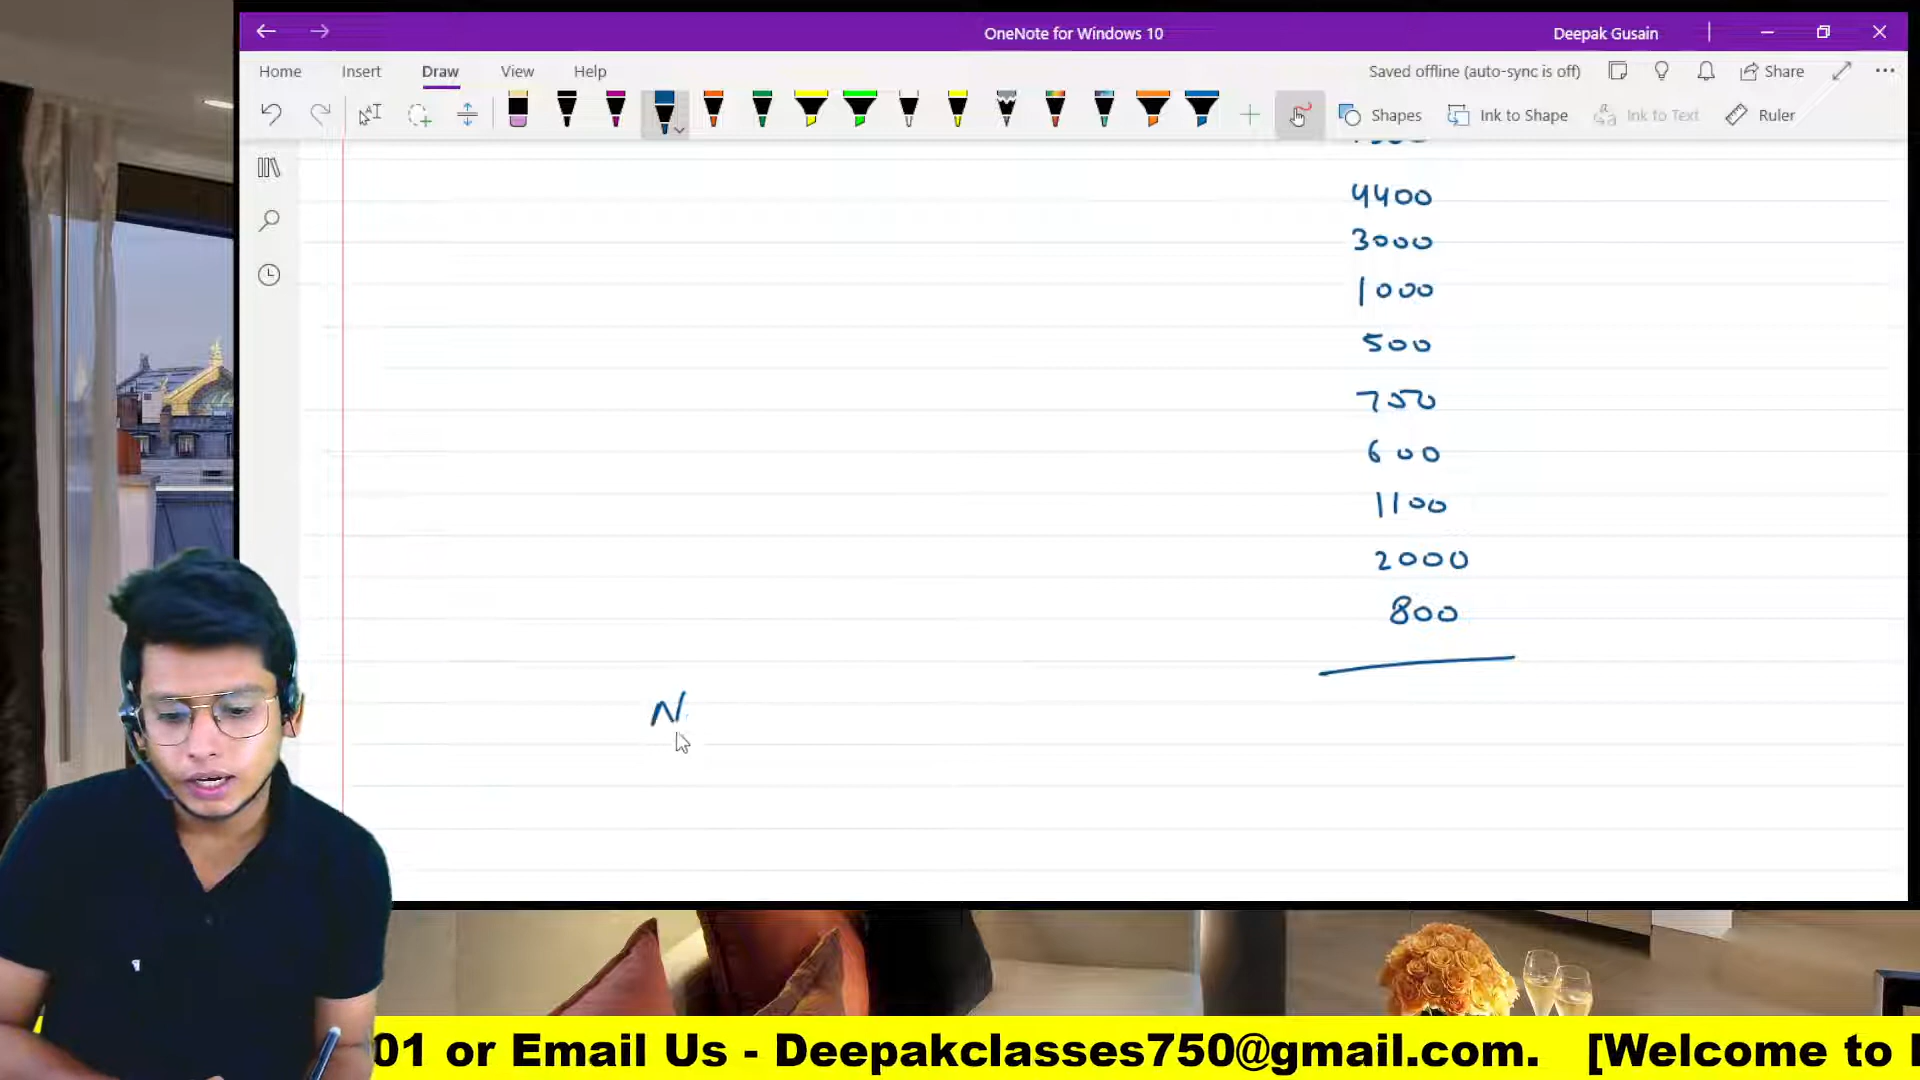 OneNote for Windows 10
Deepak Gusain
Home Insert Draw View Help
Saved offline (auto-sync is off)
Share
Shapes
Ink to Shape
Ink to Text
Ruler
4400
3000
1000
500
750
600
1100
2000
800
N
01 or Email Us - Deepakclasses750@gmail.com. [Welcome to